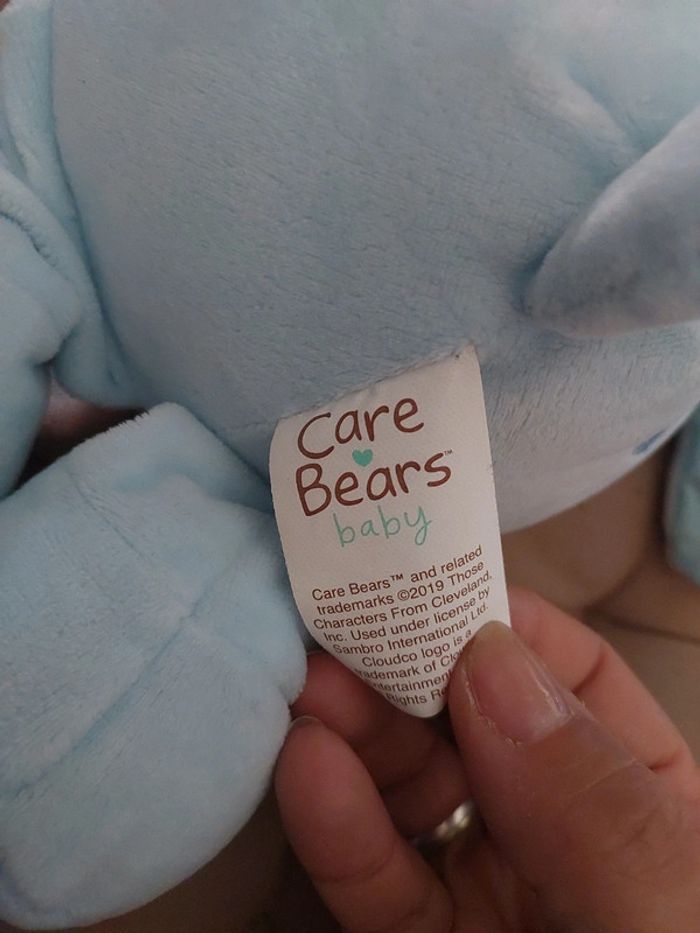 Care
Bears™
baby
Care Bears™ and related
trademarks ©2019 Those
Characters From Cleveland,
Inc. Used under license by
Sambro International Ltd.
Cloudco logo is a
of